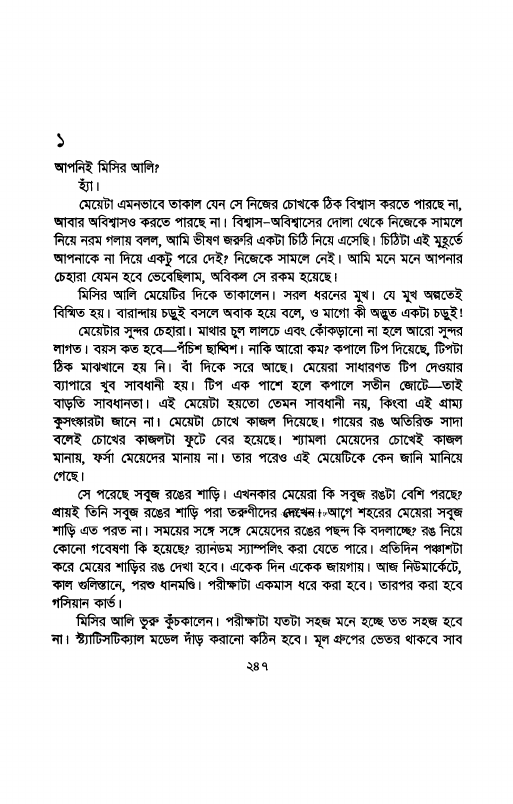 ১
আপনিই মিসির আলি?
হ্যাঁ।
মেয়েটা এমনভাবে তাকাল যেন সে নিজের চোখকে ঠিক বিশ্বাস করতে পারছে না,
আবার অবিশ্বাসও করতে পারছে না। বিশ্বাস–অবিশ্বাসের দোলা থেকে নিজেকে সামলে
নিয়ে নরম গলায় বলল, আমি ভীষণ জরুরি একটা চিঠি নিয়ে এসেছি। চিঠিটা এই মুহূর্তে
আপনাকে না দিয়ে একটু পরে দেই? নিজেকে সামলে নেই। আমি মনে মনে আপনার
চেহারা যেমন হবে ভেবেছিলাম, অবিকল সে রকম হয়েছে।
মিসির আলি মেয়েটির দিকে তাকালেন। সরল ধরনের মুখ। যে মুখ অল্পতেই
বিস্মিত হয়। বারান্দায় চড়ুই বসলে অবাক হয়ে বলে, ও মাগো কী অদ্ভুত একটা চড়ুই!
মেয়েটার সুন্দর চেহারা। মাথার চুল লালচে এবং কোঁকড়ানো না হলে আরো সুন্দর
লাগত। বয়স কত হবে—পঁচিশ ছাব্বিশ। নাকি আরো কম? কপালে টিপ দিয়েছে, টিপটা
ঠিক মাঝখানে হয় নি। বাঁ দিকে সরে আছে। মেয়েরা সাধারণত টিপ দেওয়ার
ব্যাপারে খুব সাবধানী হয়। টিপ এক পাশে হলে কপালে সতীন জোটে—তাই
বাড়তি সাবধানতা। এই মেয়েটা হয়তো তেমন সাবধানী নয়, কিংবা এই গ্রাম্য
কুসংস্কারটা জানে না। মেয়েটা চোখে কাজল দিয়েছে। গায়ের রঙ অতিরিক্ত সাদা
বলেই চোখের কাজলটা ফুটে বের হয়েছে। শ্যামলা মেয়েদের চোখেই কাজল
মানায়, ফর্সা মেয়েদের মানায় না। তার পরেও এই মেয়েটিকে কেন জানি মানিয়ে
গেছে।
সে পরেছে সবুজ রঙের শাড়ি। এখনকার মেয়েরা কি সবুজ রঙটা বেশি পরছে?
প্রায়ই তিনি সবুজ রঙের শাড়ি পরা তরুণীদের দেখেন। আগে শহরের মেয়েরা সবুজ
শাড়ি এত পরত না। সময়ের সঙ্গে সঙ্গে মেয়েদের রঙের পছন্দ কি বদলাচ্ছে? রঙ নিয়ে
কোনো গবেষণা কি হয়েছে? র‍্যানডম স্যাম্পলিং করা যেতে পারে। প্রতিদিন পঞ্চাশটা
করে মেয়ের শাড়ির রঙ দেখা হবে। একেক দিন একেক জায়গায়। আজ নিউমার্কেটে,
কাল গুলিস্তানে, পরশু ধানমণ্ডি। পরীক্ষাটা একমাস ধরে করা হবে। তারপর করা হবে
গসিয়ান কার্ভ।
মিসির আলি ভুরু কুঁচকালেন। পরীক্ষাটা যতটা সহজ মনে হচ্ছে তত সহজ হবে
না। স্ট্যাটিসটিক্যাল মডেল দাঁড় করানো কঠিন হবে। মূল গ্রুপের ভেতর থাকবে সাব
২৪৭